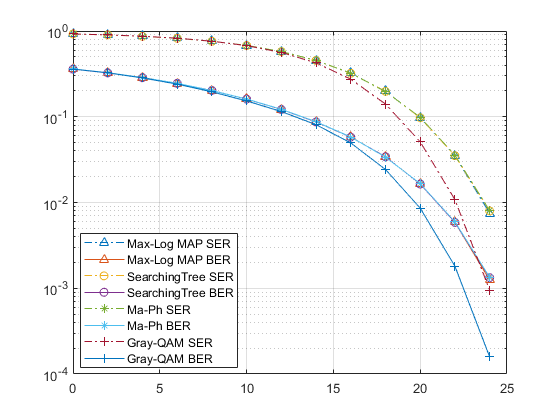 10^0
10^-1
10^-2
10^-3
10^-4
Max-Log MAP SER
Max-Log MAP BER
SearchingTree SER
SearchingTree BER
Ma-Ph SER
Ma-Ph BER
Gray-QAM SER
Gray-QAM BER
0 5 10 15 20 25